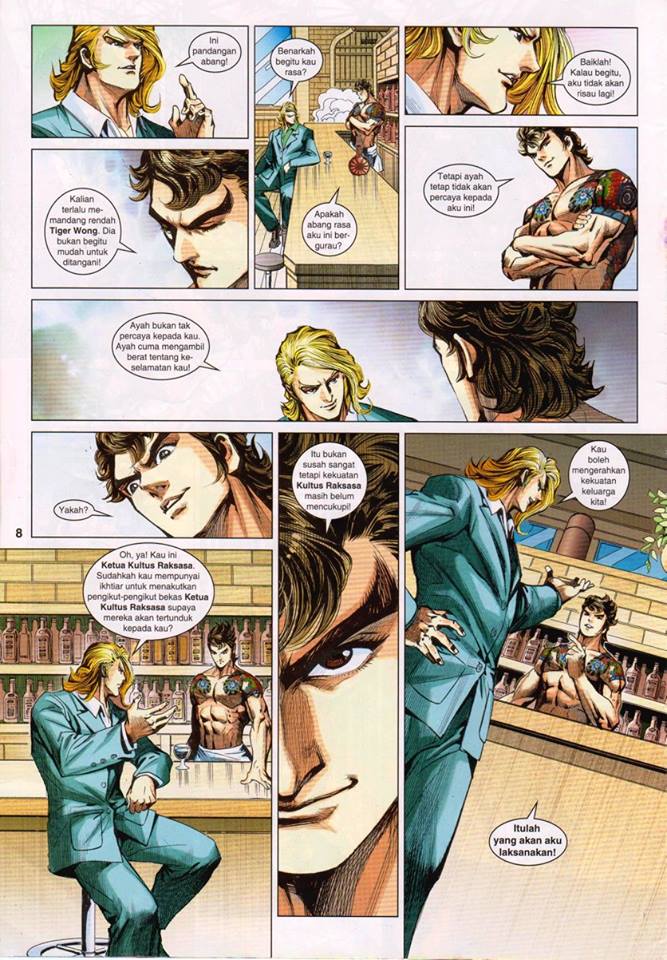 Ini
pandangan
abang!
Benarkah
begitu kau
rasa?
Apakah
abang rasa
aku ini ber-
gurau?
Baiklah!
Kalau begitu,
aku tidak akan
risau lagi!
Kalian
terlalu me-
mandang rendah
Tiger Wong. Dia
bukan begitu
mudah untuk
ditangani!
Tetapi ayah
tetap tidak akan
percaya kepada
aku ini!
Ayah bukan tak
percaya kepada kau.
Ayah cuma mengambil
berat tentang ke-
selamatan kau!
Yakah?
8
Oh, ya! Kau ini
Ketua Kultus Raksasa.
Sudahkah kau mempunyai
ikhtiar untuk menakutkan
pengikut-pengikut bekas Ketua
Kultus Raksasa supaya
mereka akan tertunduk
kepada kau?
Itu bukan
susah sangat
tetapi kekuatan
Kultus Raksasa
masih belum
mencukupi!
Kau
boleh
mengerahkan
kekuatan
keluarga
kita!
Itulah
yang akan aku
laksanakan!